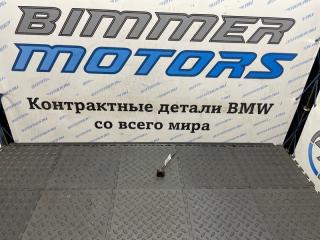 BIMMER
MOTORS
Контрактные детали BMW
со всего мира